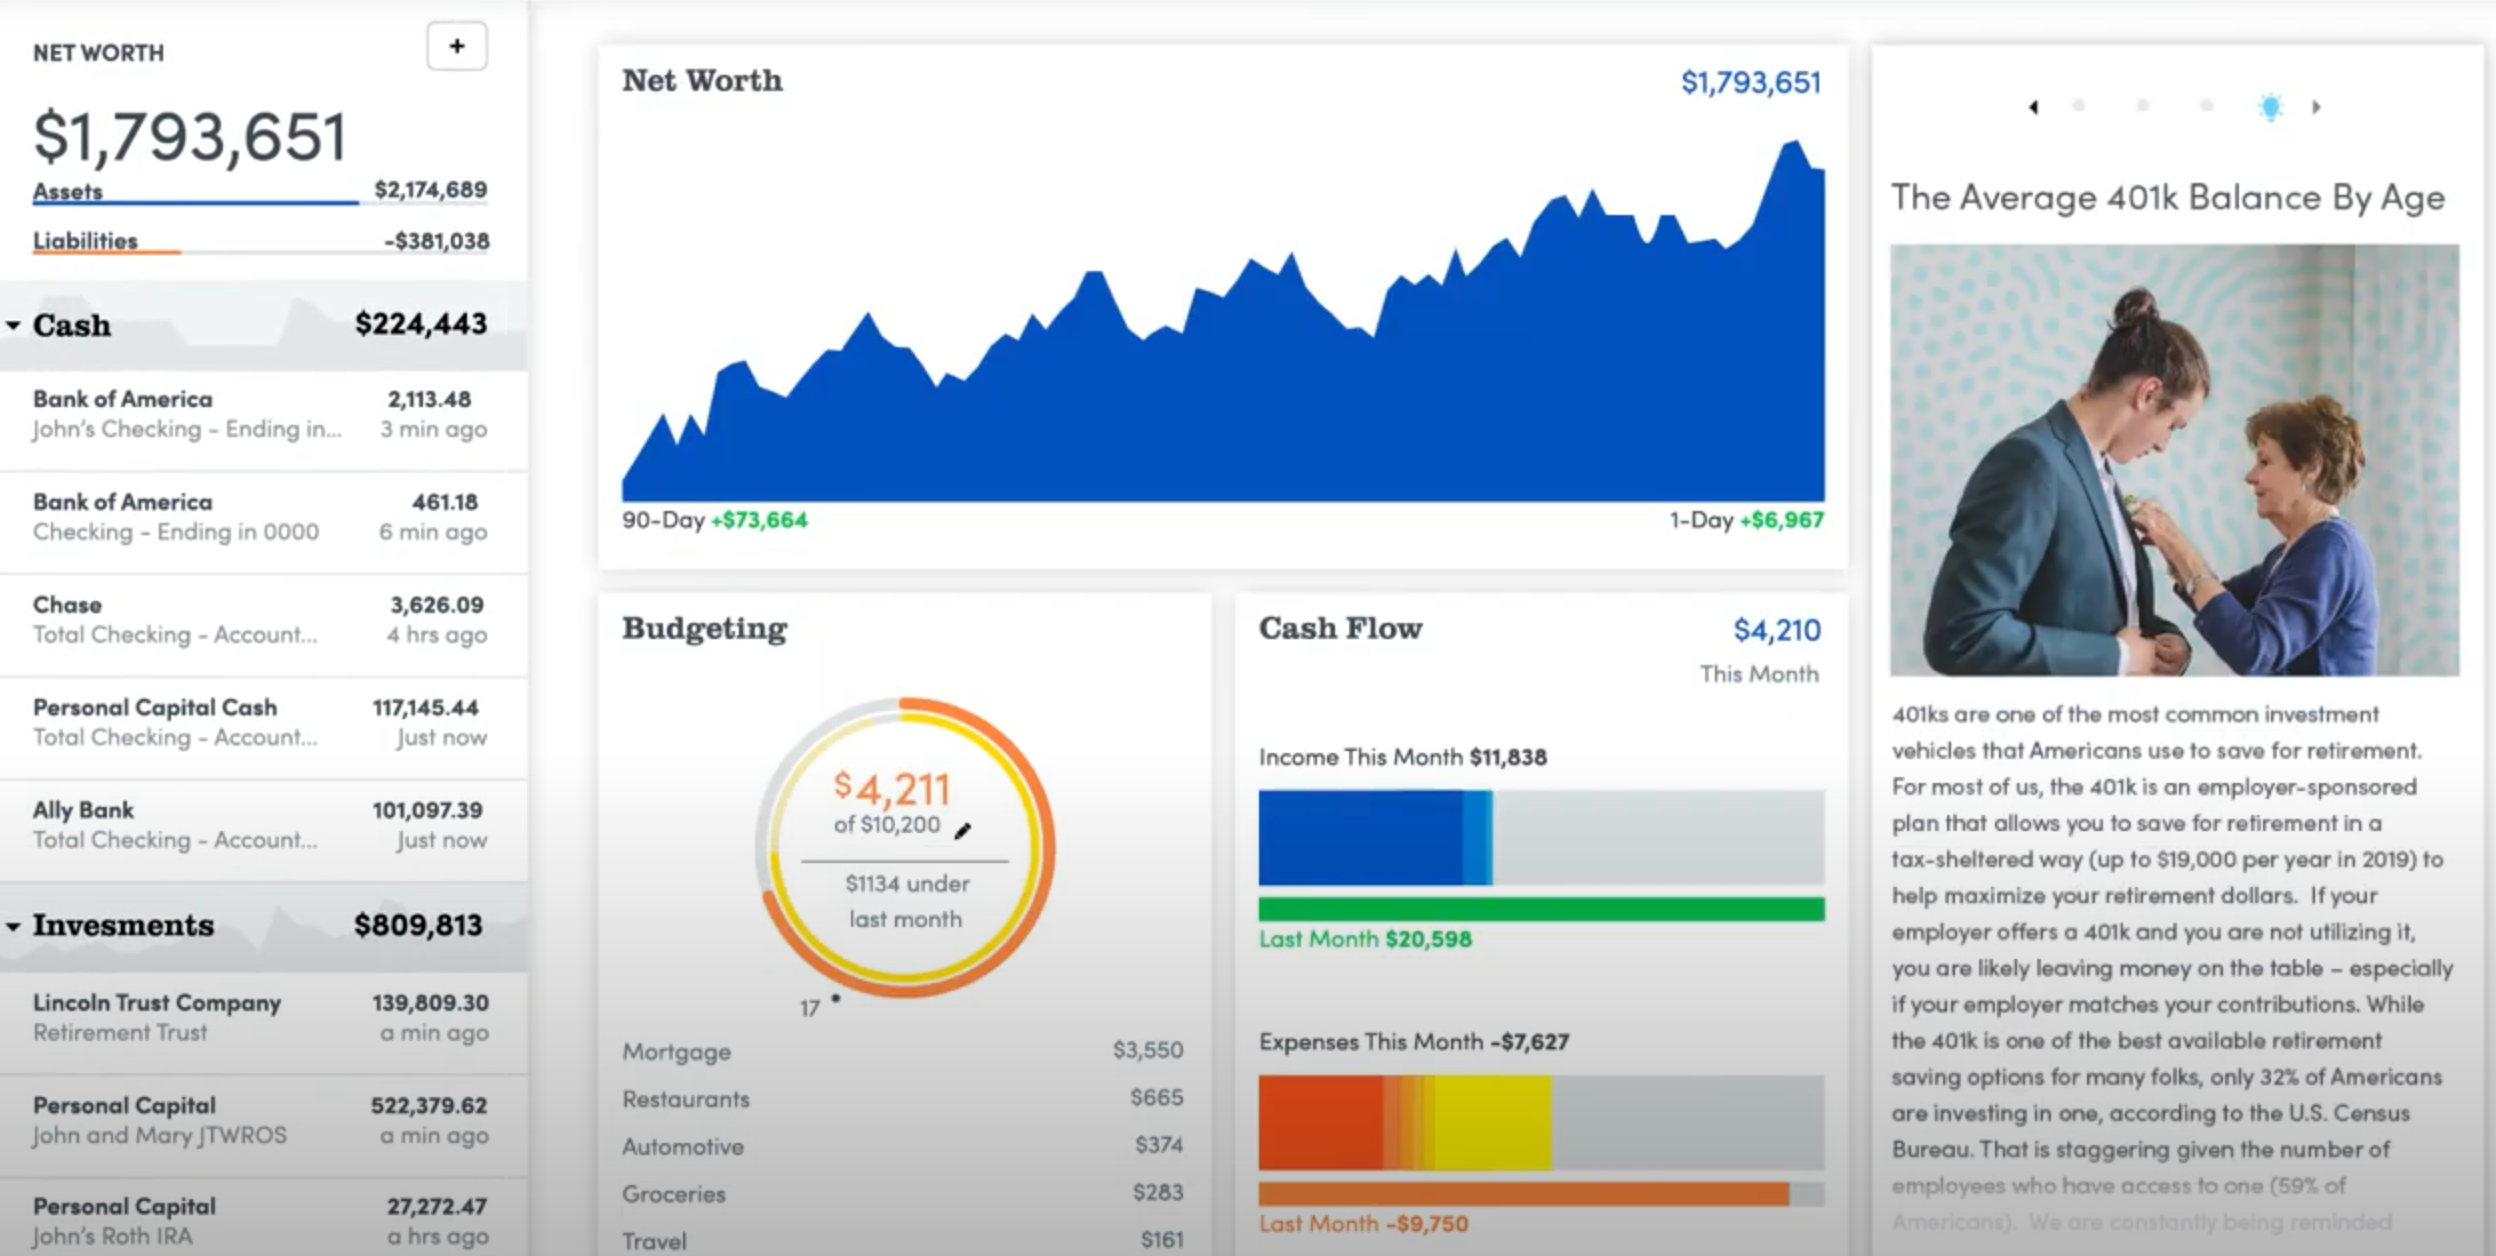 NET WORTH
+
$1,793,651
Assets $2,174,689
Liabilities -$381,038
Cash $224,443
Bank of America 2,113.48
John's Checking - Ending in... 3 min ago
Bank of America 461.18
Checking - Ending in 0000 6 min ago
Chase 3,626.09
Total Checking - Account... 4 hrs ago
Personal Capital Cash 117,145.44
Total Checking - Account... Just now
Ally Bank 101,097.39
Total Checking - Account... Just now
Invesments $809,813
Lincoln Trust Company 139,809.30
Retirement Trust a min ago
Personal Capital 522,379.62
John and Mary JTWROS a min ago
Personal Capital 27,272.47
John's Roth IRA a hrs ago
Net Worth $1,793,651
90-Day +$73,664 1-Day +$6,967
Budgeting
$4,211
of $10,200
$1134 under
last month
17
Mortgage $3,550
Restaurants $665
Automotive $374
Groceries $283
Travel $161
Cash Flow $4,210
This Month
Income This Month $11,838
Last Month $20,598
Expenses This Month -$7,627
Last Month -$9,750
The Average 401k Balance By Age
401ks are one of the most common investment
vehicles that Americans use to save for retirement.
For most of us, the 401k is an employer-sponsored
plan that allows you to save for retirement in a
tax-sheltered way (up to $19,000 per year in 2019) to
help maximize your retirement dollars. If your
employer offers a 401k and you are not utilizing it,
you are likely leaving money on the table – especially
if your employer matches your contributions. While
the 401k is one of the best available retirement
saving options for many folks, only 32% of Americans
are investing in one, according to the U.S. Census
Bureau. That is staggering given the number of
employees who have access to one (59% of
Americans). We are constantly being reminded